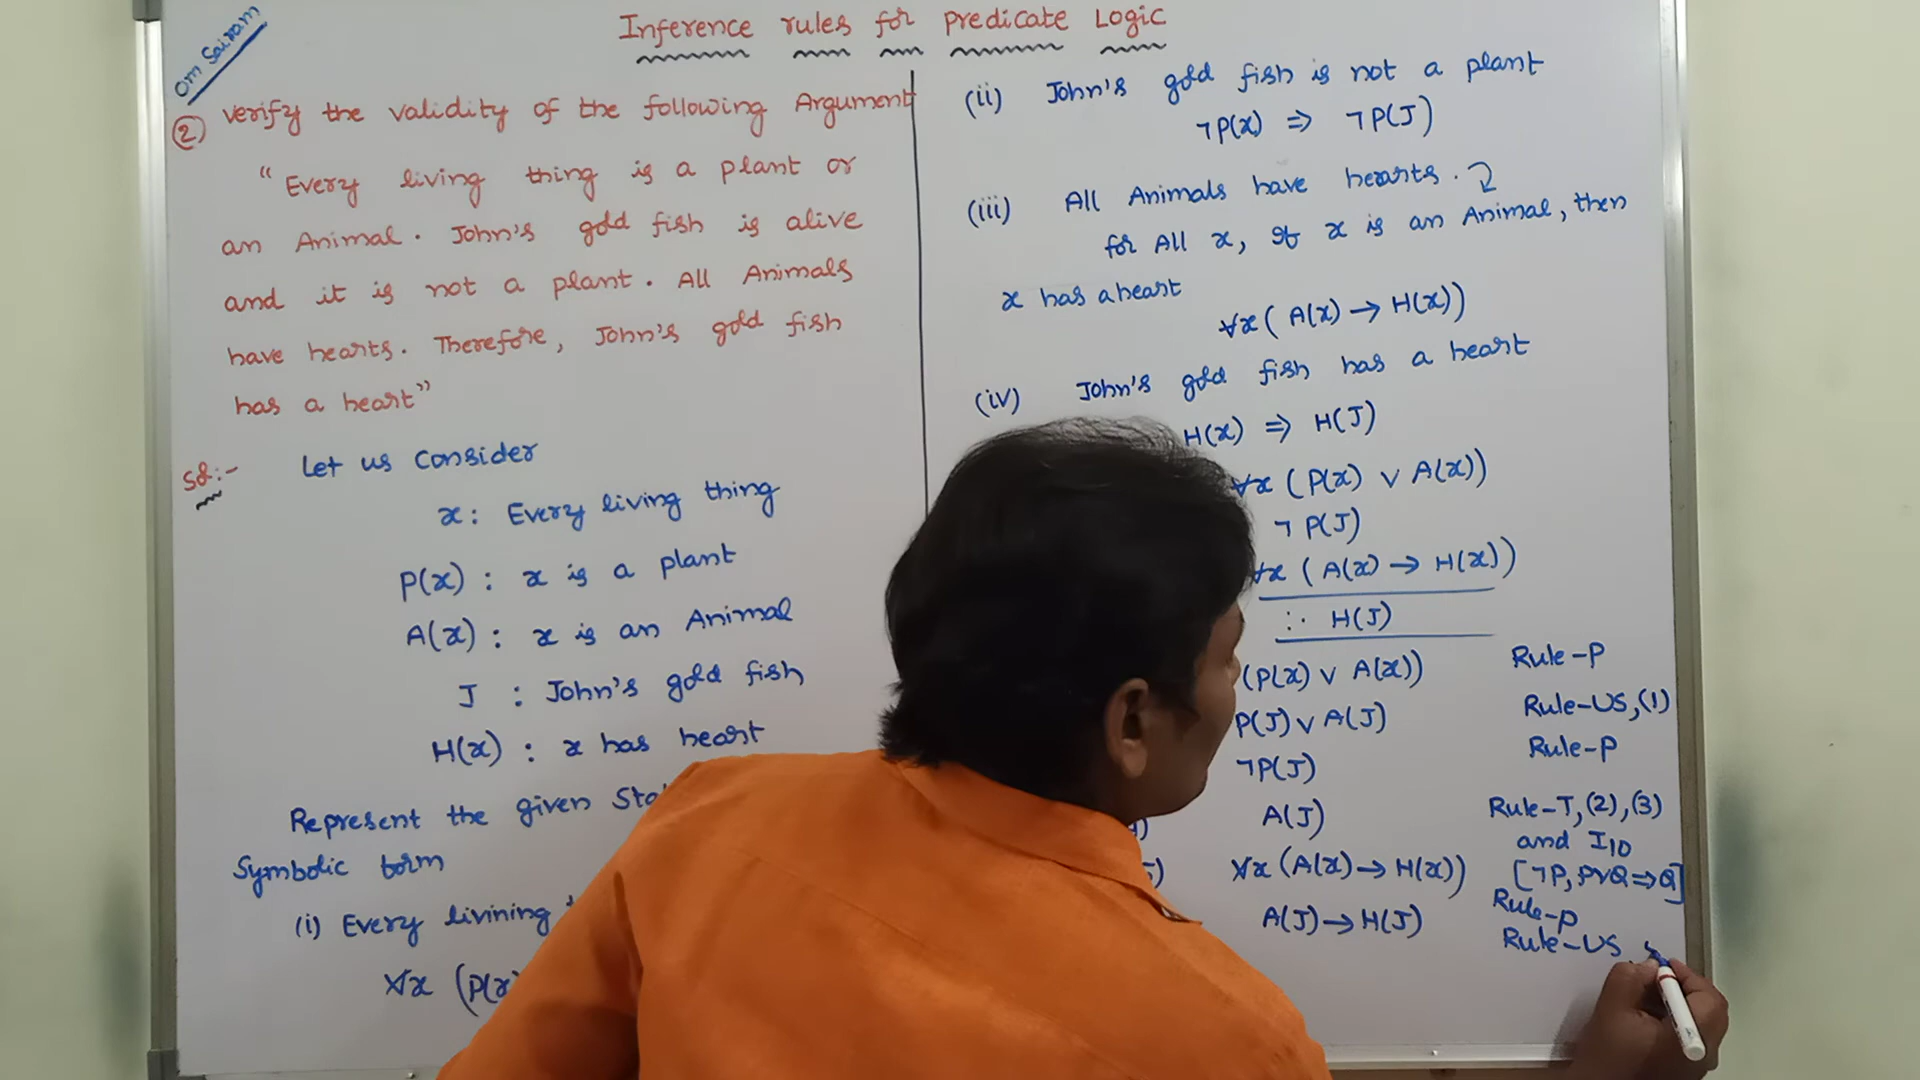 Om Sairam
Inference rules for predicate Logic
(2) Verify the validity of the following Argument
"Every living thing is a plant or
an Animal. John's gold fish is alive
and it is not a plant. All Animals
have hearts. Therefore, John's gold fish
has a heart"
Sol:- Let us consider
x: Every living thing
P(x) : x is a plant
A(x) : x is an Animal
J : John's gold fish
H(x) : x has heart
Represent the given
Symbolic form
(i) Every livining
∀x (P(x)
(ii) John's gold fish is not a plant
¬P(x) ⇒ ¬P(J)
(iii) All Animals have hearts.
for All x, If x is an Animal, then
x has a heart
∀x (A(x) → H(x))
(iv) John's gold fish has a heart
H(x) ⇒ H(J)
∀x (P(x) ∨ A(x))
¬ P(J)
∀x (A(x) → H(x))
∴ H(J)
(P(x) ∨ A(x)) Rule-P
P(J) ∨ A(J) Rule-US, (1)
¬P(J) Rule-P
A(J) Rule-T, (2), (3)
and I10
[¬P, P∨Q ⇒ Q]
∀x (A(x) → H(x)) Rule-P
A(J) → H(J) Rule-US